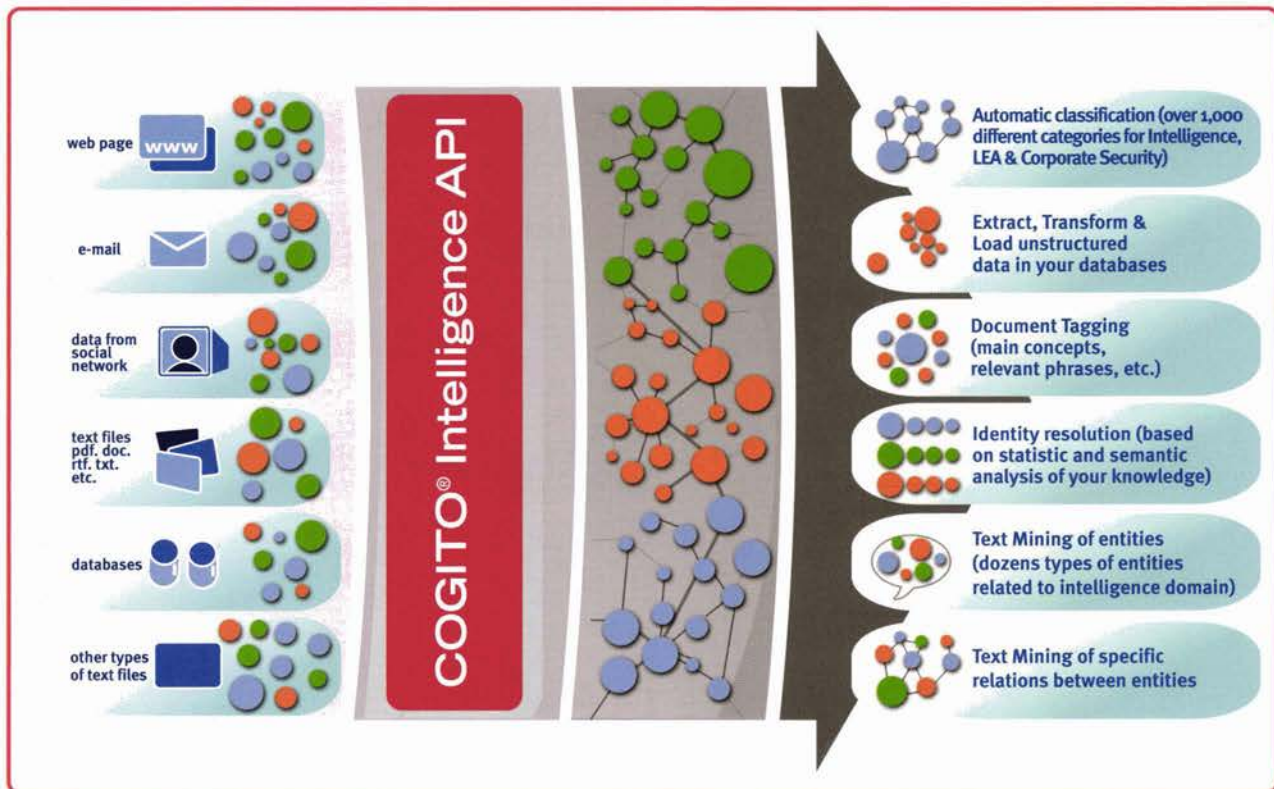 web page
www
e-mail
data from
social
network
text files
pdf. doc.
rtf. txt.
etc.
databases
other types
of text files
COGITO® Intelligence API
Automatic classification (over 1,000
different categories for Intelligence,
LEA & Corporate Security)
Extract, Transform &
Load unstructured
data in your databases
Document Tagging
(main concepts,
relevant phrases, etc.)
Identity resolution (based
on statistic and semantic
analysis of your knowledge)
Text Mining of entities
(dozens types of entities
related to intelligence domain)
Text Mining of specific
relations between entities